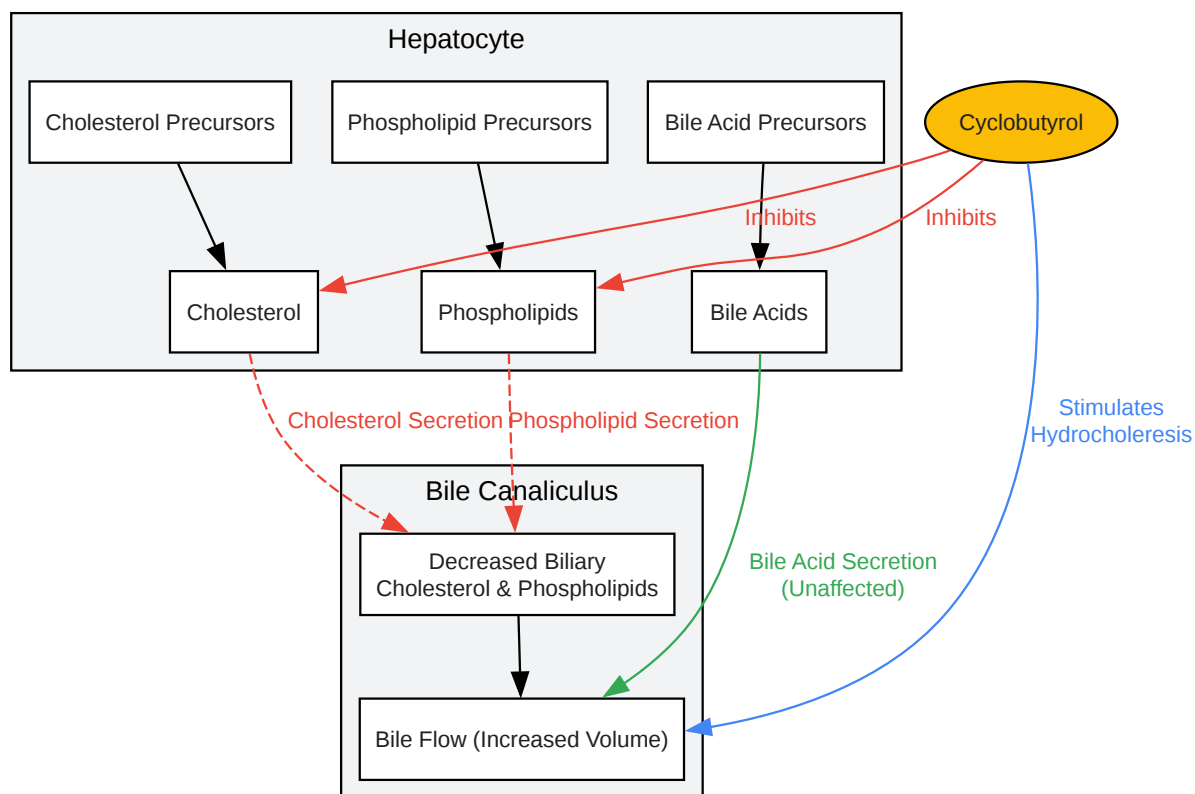 Hepatocyte
Cholesterol Precursors
Phospholipid Precursors
Bile Acid Precursors
Cyclobutyrol
Inhibits
Inhibits
Cholesterol
Phospholipids
Bile Acids
Cholesterol Secretion
Phospholipid Secretion
Stimulates
Hydrocholeresis
Bile Canaliculus
Decreased Biliary
Cholesterol & Phospholipids
Bile Acid Secretion
(Unaffected)
Bile Flow (Increased Volume)